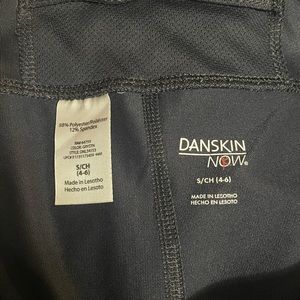 88% Polyester/Poliéster
12% Spandex
S/CH
(4-6)
Made in Lesotho
Hecho en Lesoto
DANSKIN
NOW®
S/CH (4-6)
MADE IN LESOTHO
HECHO EN LESOTO